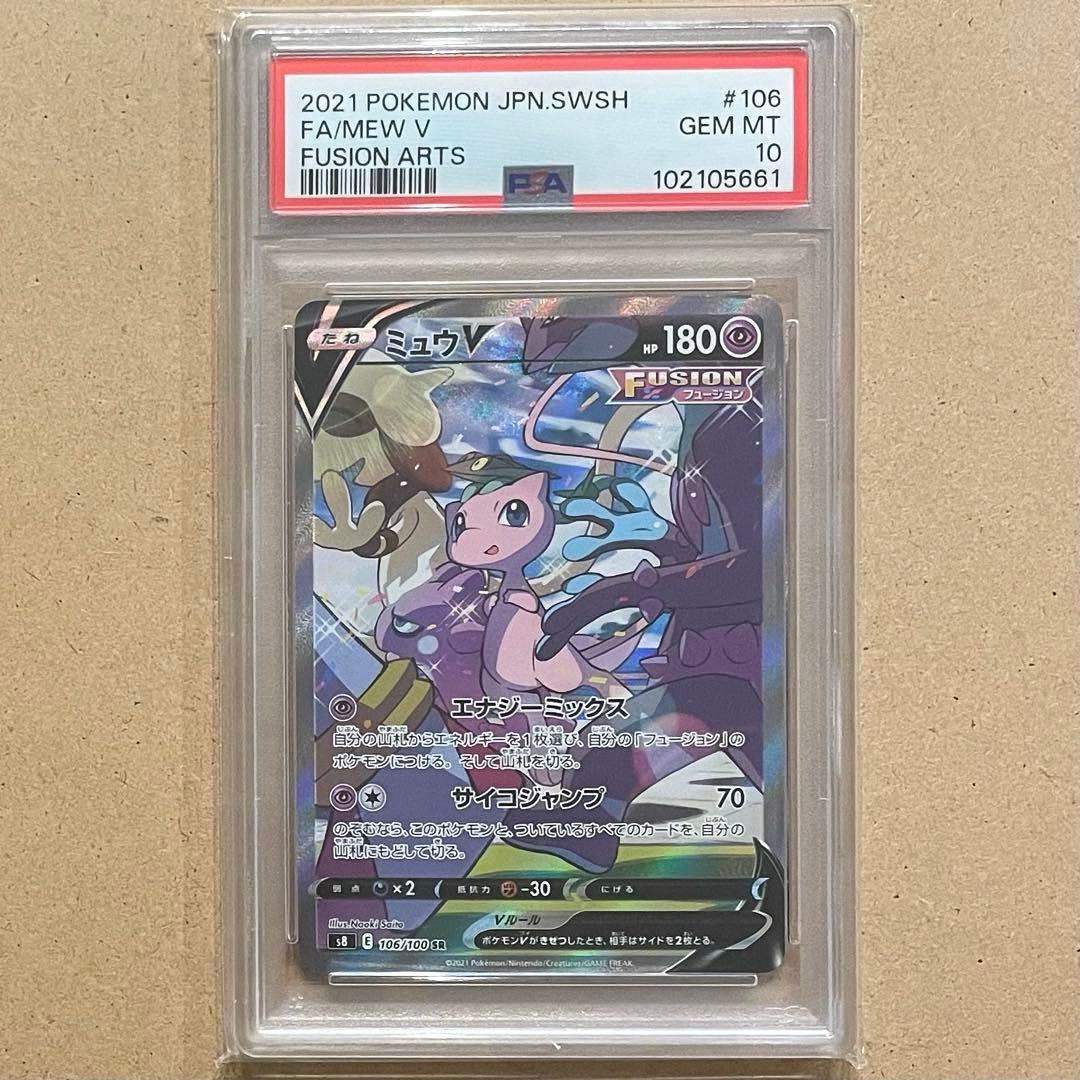 2021 POKEMON JPN.SWSH #106
FA/MEW V GEM MT
FUSION ARTS 10
PSA 102105661
たね ミュウV HP 180
FUSION
フュージョン
エナジーミックス
自分の山札からエネルギーを1枚選び、自分の「フュージョン」の
ポケモンにつける。そして山札を切る。
サイコジャンプ 70
のぞむなら、このポケモンと、ついているすべてのカードを、自分の
山札にもどして切る。
弱点 ×2 抵抗力 -30 にげる
Illus. Naoki Saito
Vルール
s8 E 106/100 SR
ポケモンVがきぜつしたとき、相手はサイドを2枚とる。
©2021 Pokémon/Nintendo/Creatures/GAME FREAK.